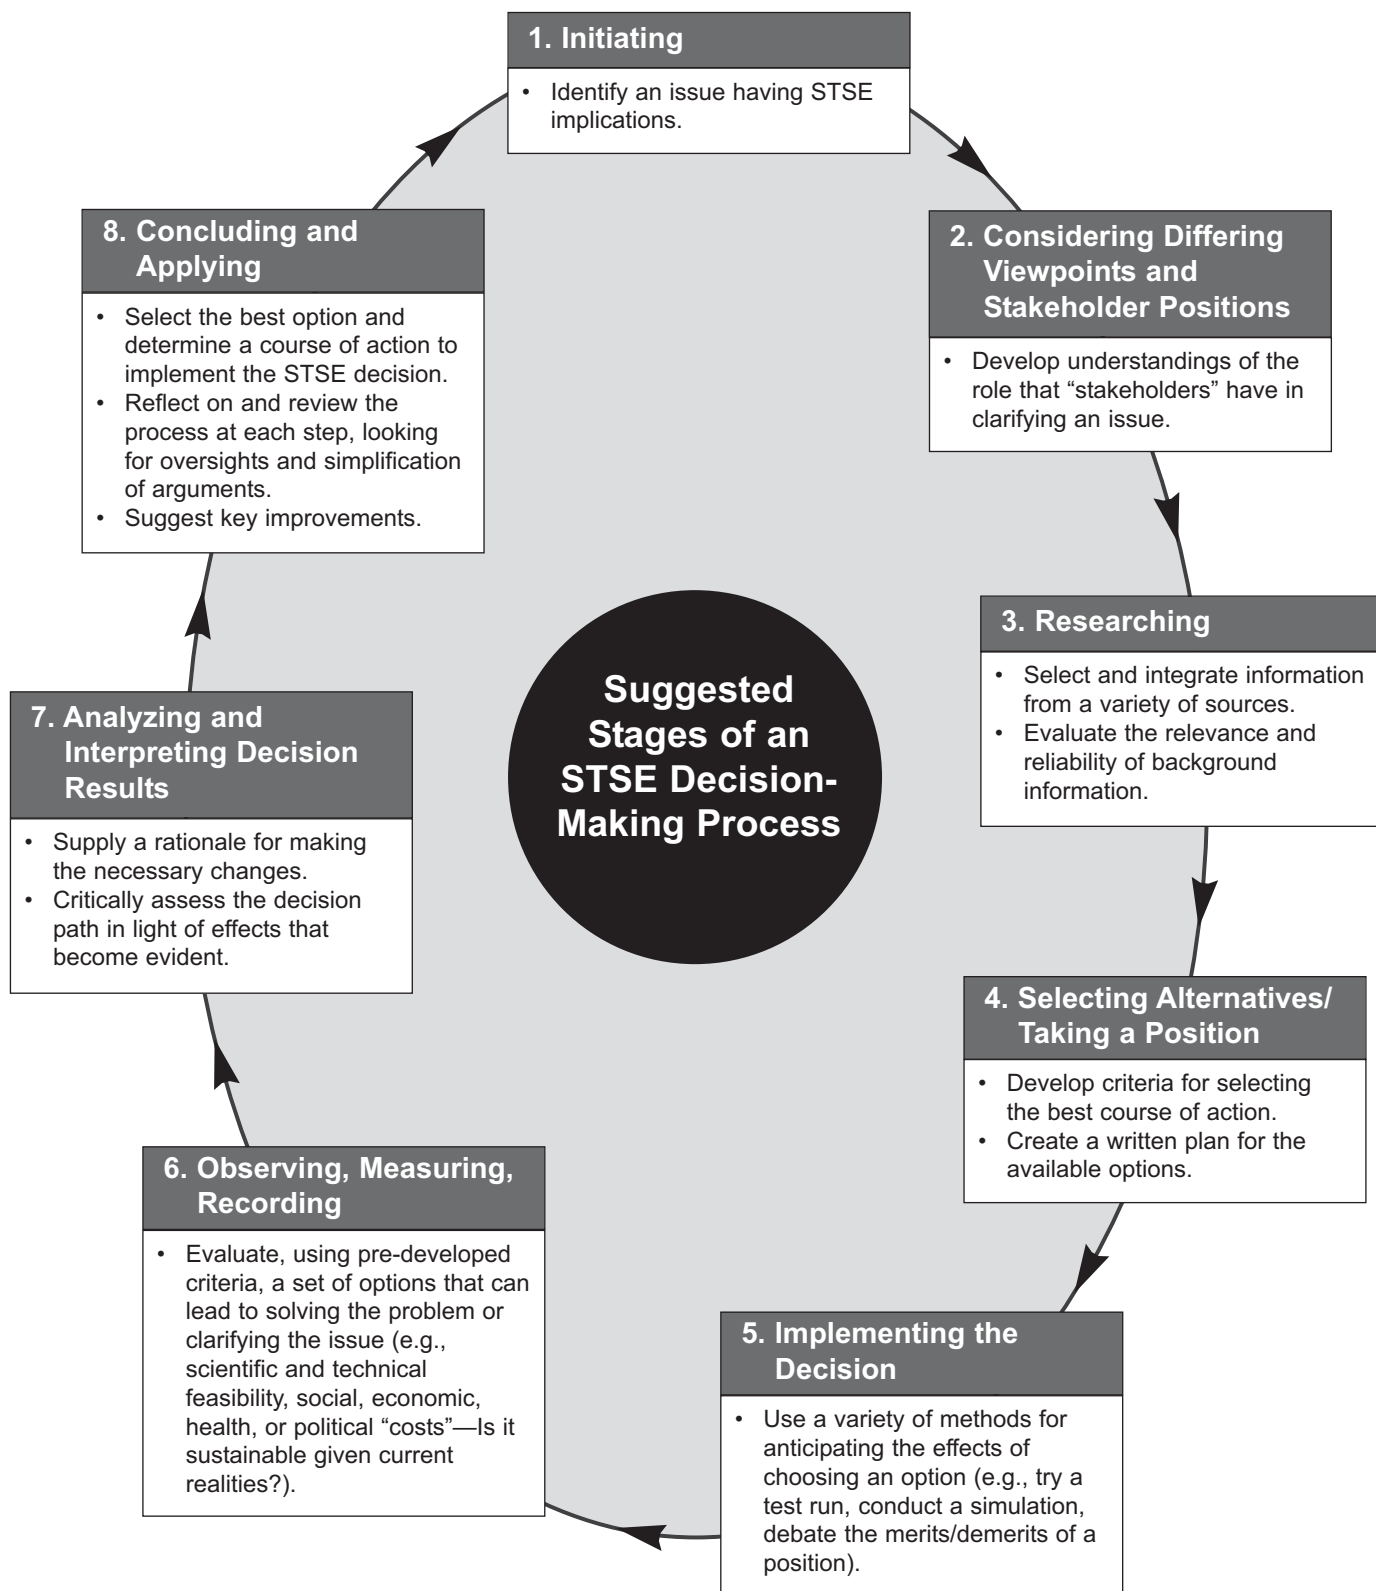 1. Initiating
• Identify an issue having STSE
implications.
2. Considering Differing
Viewpoints and
Stakeholder Positions
• Develop understandings of the
role that “stakeholders” have in
clarifying an issue.
3. Researching
• Select and integrate information
from a variety of sources.
• Evaluate the relevance and
reliability of background
information.
4. Selecting Alternatives/
Taking a Position
• Develop criteria for selecting
the best course of action.
• Create a written plan for the
available options.
5. Implementing the
Decision
• Use a variety of methods for
anticipating the effects of
choosing an option (e.g., try a
test run, conduct a simulation,
debate the merits/demerits of a
position).
6. Observing, Measuring,
Recording
• Evaluate, using pre-developed
criteria, a set of options that can
lead to solving the problem or
clarifying the issue (e.g.,
scientific and technical
feasibility, social, economic,
health, or political “costs”—Is it
sustainable given current
realities?).
7. Analyzing and
Interpreting Decision
Results
• Supply a rationale for making
the necessary changes.
• Critically assess the decision
path in light of effects that
become evident.
8. Concluding and
Applying
• Select the best option and
determine a course of action to
implement the STSE decision.
• Reflect on and review the
process at each step, looking
for oversights and simplification
of arguments.
• Suggest key improvements.
Suggested
Stages of an
STSE Decision-
Making Process